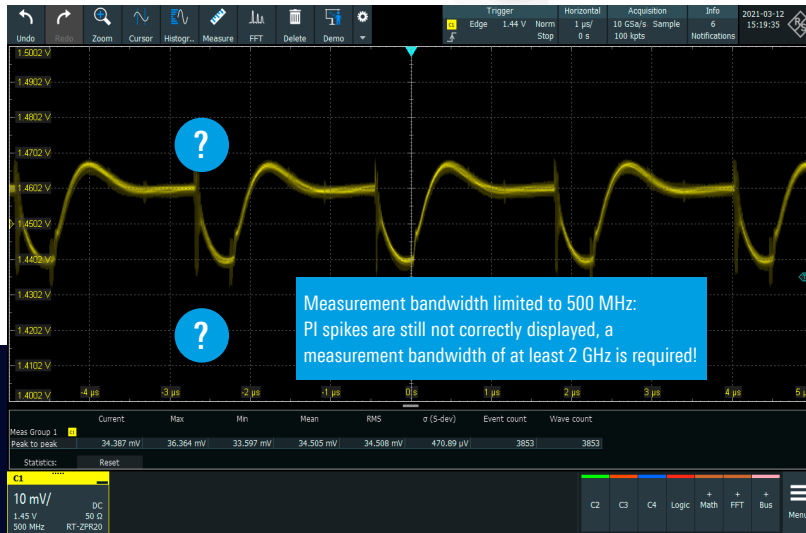 Undo Redo Zoom Cursor Histogr... Measure FFT Delete Demo
Trigger Horizontal Acquisition Info 2021-03-12
C1 Edge 1.44 V Norm 1 µs/ 10 GSa/s Sample 6 15:19:35
Stop 0 s 100 kpts Notifications
1.5002 V
1.4902 V
1.4802 V
1.4702 V
?
1.4602 V
1.4502 V
1.4402 V
1.4302 V
Measurement bandwidth limited to 500 MHz:
PI spikes are still not correctly displayed, a
measurement bandwidth of at least 2 GHz is required!
1.4202 V
?
1.4102 V
1.4002 V -4 µs -3 µs -2 µs -1 µs 0 s 1 µs 2 µs 3 µs 4 µs
Current Max Min Mean RMS σ (S-dev) Event count Wave count
Meas Group 1 C1
Peak to peak 34.387 mV 36.364 mV 33.597 mV 34.505 mV 34.508 mV 470.89 µV 3853 3853
Statistics: Reset
C1
10 mV/ DC
1.45 V 50 Ω
500 MHz RT-ZPR20
C2 C3 C4 Logic + Math + FFT + Bus Menu